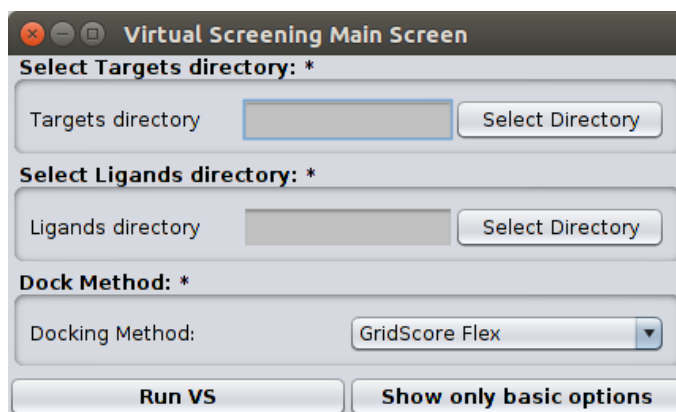 Virtual Screening Main Screen
Select Targets directory: *
Targets directory Select Directory
Select Ligands directory: *
Ligands directory Select Directory
Dock Method: *
Docking Method: GridScore Flex
Run VS Show only basic options